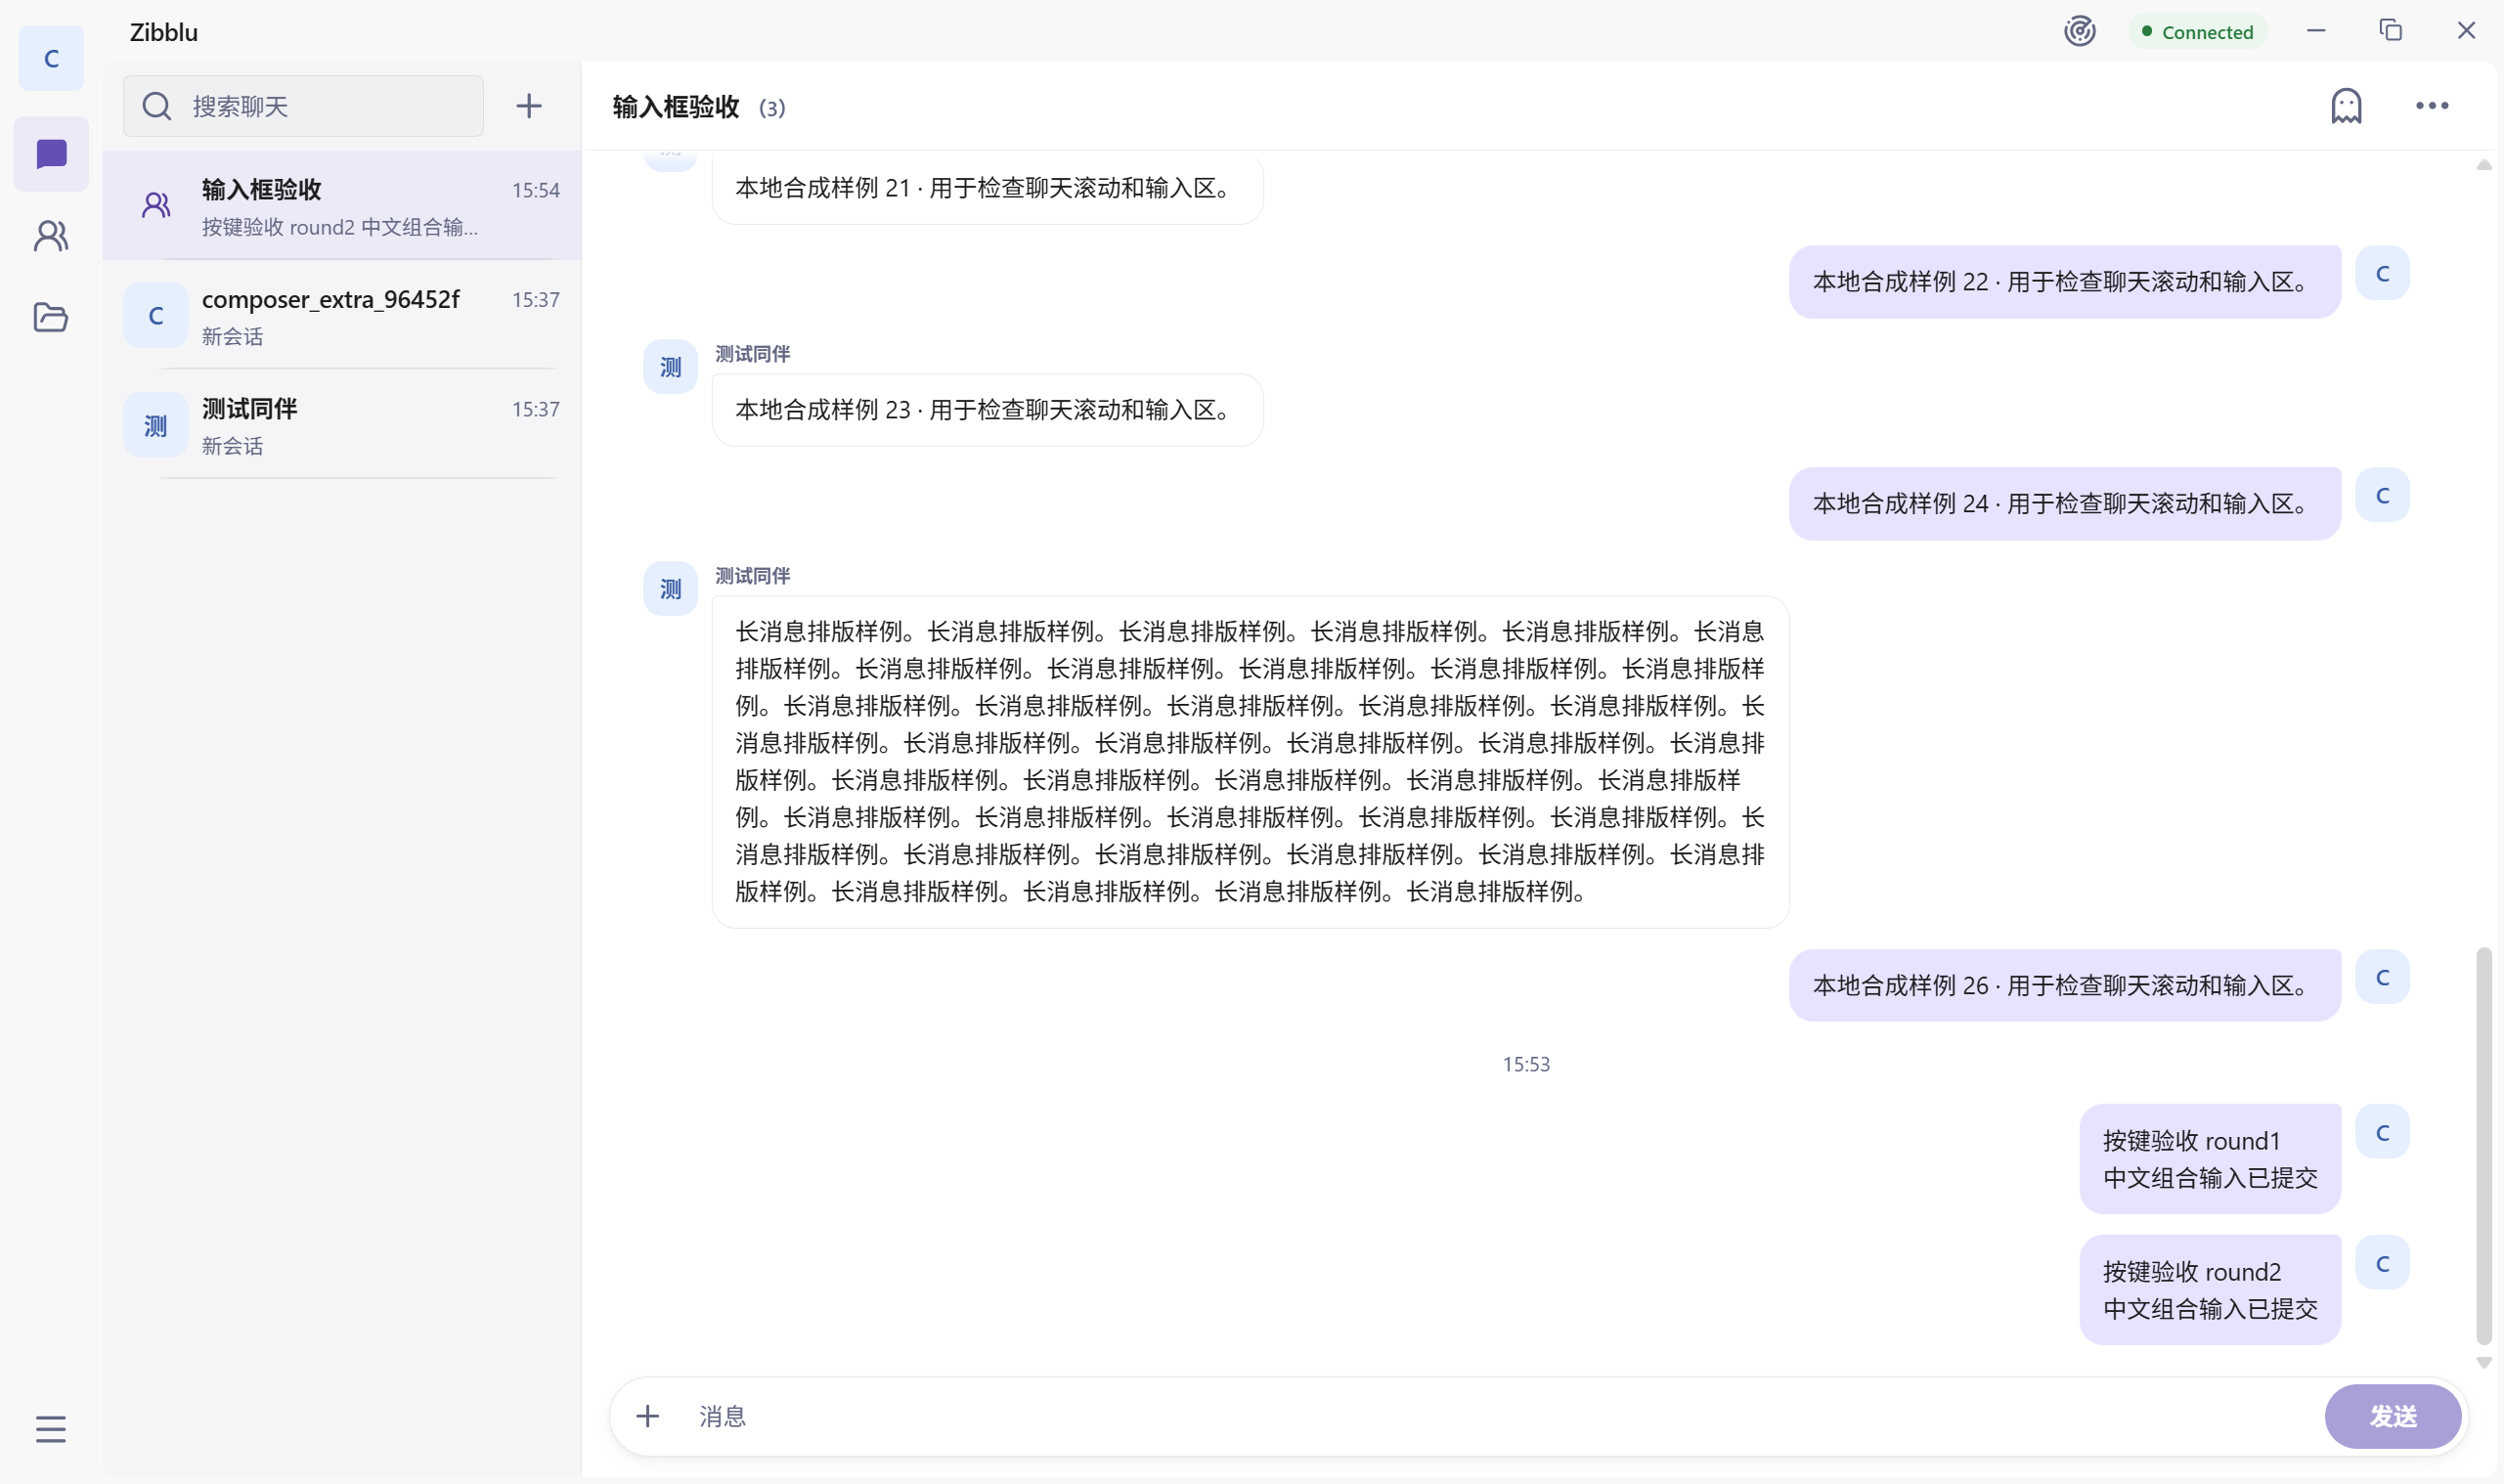 C
Zibblu
Connected
搜索聊天
输入框验收 15:54
按键验收 round2 中文组合输...
C
composer_extra_96452f 15:37
新会话
测
测试同伴 15:37
新会话
输入框验收 (3)
测
本地合成样例 21 · 用于检查聊天滚动和输入区。
本地合成样例 22 · 用于检查聊天滚动和输入区。
C
测
测试同伴
本地合成样例 23 · 用于检查聊天滚动和输入区。
本地合成样例 24 · 用于检查聊天滚动和输入区。
C
测
测试同伴
长消息排版样例。长消息排版样例。长消息排版样例。长消息排版样例。长消息排版样例。长消息
排版样例。长消息排版样例。长消息排版样例。长消息排版样例。长消息排版样例。长消息排版样
例。长消息排版样例。长消息排版样例。长消息排版样例。长消息排版样例。长消息排版样例。长
消息排版样例。长消息排版样例。长消息排版样例。长消息排版样例。长消息排版样例。长消息排
版样例。长消息排版样例。长消息排版样例。长消息排版样例。长消息排版样例。长消息排版样
例。长消息排版样例。长消息排版样例。长消息排版样例。长消息排版样例。长消息排版样例。长
消息排版样例。长消息排版样例。长消息排版样例。长消息排版样例。长消息排版样例。长消息排
版样例。长消息排版样例。长消息排版样例。长消息排版样例。长消息排版样例。
本地合成样例 26 · 用于检查聊天滚动和输入区。
C
15:53
按键验收 round1
中文组合输入已提交
C
按键验收 round2
中文组合输入已提交
C
消息
发送